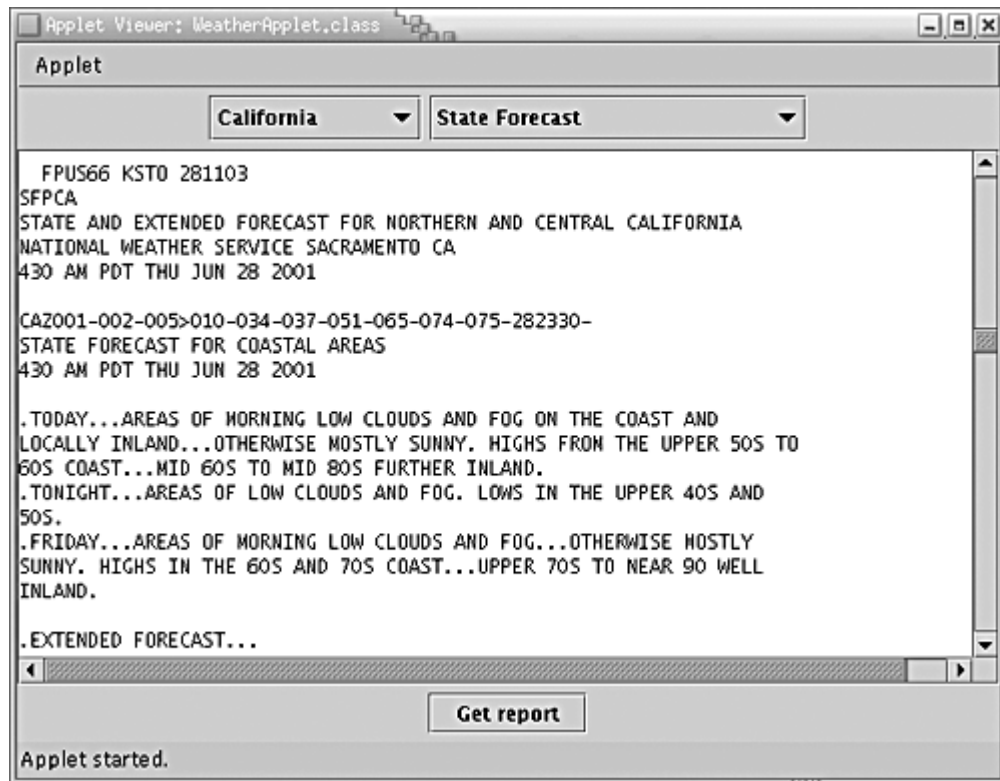 Applet Viewer: WeatherApplet.class
Applet
California State Forecast
FPUS66 KSTO 281103
SFPCA
STATE AND EXTENDED FORECAST FOR NORTHERN AND CENTRAL CALIFORNIA
NATIONAL WEATHER SERVICE SACRAMENTO CA
430 AM PDT THU JUN 28 2001
CAZ001-002-005>010-034-037-051-065-074-075-282330-
STATE FORECAST FOR COASTAL AREAS
430 AM PDT THU JUN 28 2001
.TODAY...AREAS OF MORNING LOW CLOUDS AND FOG ON THE COAST AND
LOCALLY INLAND...OTHERWISE MOSTLY SUNNY. HIGHS FROM THE UPPER 50S TO
60S COAST...MID 60S TO MID 80S FURTHER INLAND.
.TONIGHT...AREAS OF LOW CLOUDS AND FOG. LOWS IN THE UPPER 40S AND
50S.
.FRIDAY...AREAS OF MORNING LOW CLOUDS AND FOG...OTHERWISE MOSTLY
SUNNY. HIGHS IN THE 60S AND 70S COAST...UPPER 70S TO NEAR 90 WELL
INLAND.
.EXTENDED FORECAST...
Get report
Applet started.